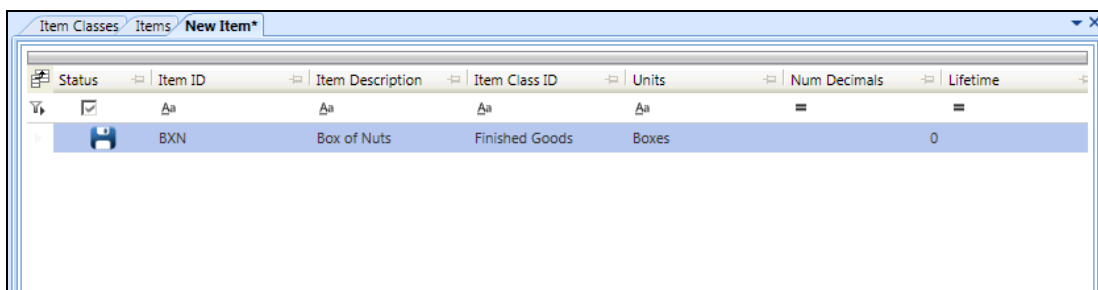 Item Classes Items New Item*
Status Item ID Item Description Item Class ID Units Num Decimals Lifetime
Aa Aa Aa Aa = =
BXN Box of Nuts Finished Goods Boxes 0